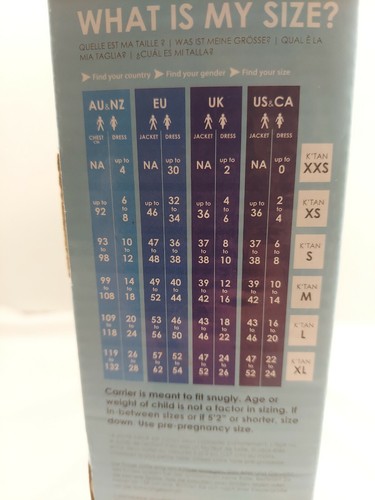 WHAT IS MY SIZE?
QUELLE EST MA TAILLE ? | WAS IST MEINE GRÖSSE? | QUAL È LA
MIA TAGLIA? | ¿CUÁL ES MI TALLA?
Find your country Find your gender Find your size
AU&NZ EU UK US&CA
CHEST CM DRESS JACKET DRESS JACKET DRESS JACKET DRESS
NA up to 4 NA up to 30 NA up to 2 NA up to 0 K'TAN XXS
up to 92 6 to 8 up to 46 32 to 34 up to 36 4 to 6 up to 36 2 to 4 K'TAN XS
93 to 98 10 to 12 47 to 48 36 to 38 37 to 38 8 to 10 37 to 38 6 to 8 K'TAN S
99 to 108 14 to 18 49 to 52 40 to 44 39 to 42 12 to 16 39 to 42 10 to 14 K'TAN M
109 to 118 20 to 24 53 to 56 46 to 50 43 to 46 18 to 22 43 to 46 16 to 20 K'TAN L
119 to 132 26 to 28 57 to 62 52 to 54 47 to 52 24 to 26 47 to 52 22 to 24 K'TAN XL
Carrier is meant to fit snugly. Age or
weight of child is not a factor in sizing. If
in-between sizes or if 5'2" or shorter, size
down. Use pre-pregnancy size.